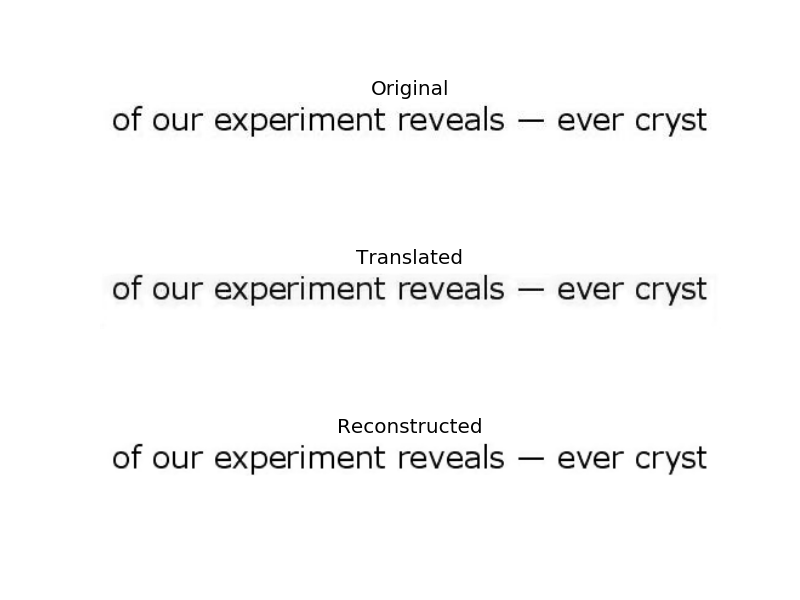 Original
of our experiment reveals — ever cryst
Translated
of our experiment reveals — ever cryst
Reconstructed
of our experiment reveals — ever cryst